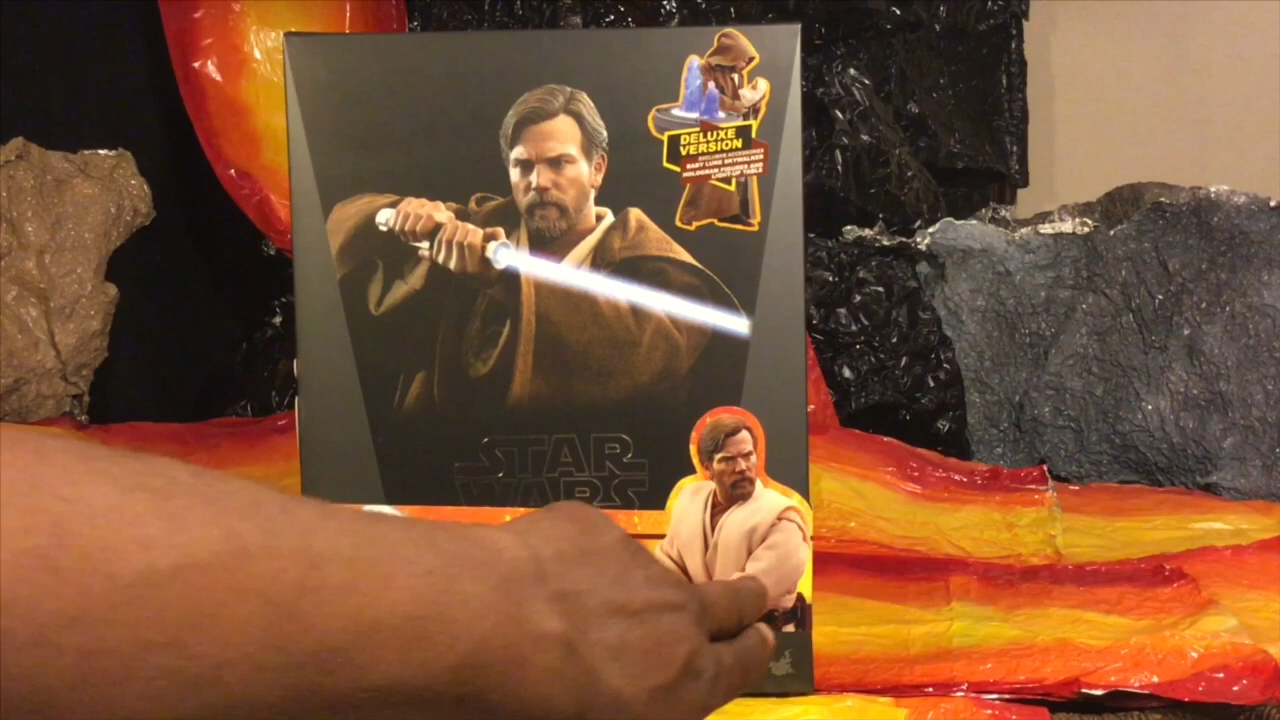 DELUXE
VERSION
EXCLUSIVE ACCESSORIES
BABY LUKE SKYWALKER
HOLOGRAM FIGURES AND
LIGHT-UP TABLE
STAR
WARS